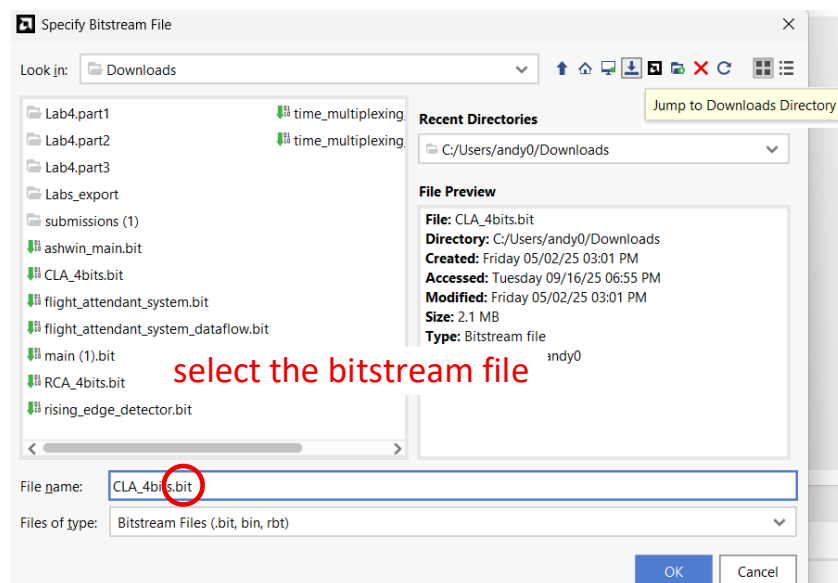 Specify Bitstream File
Look in: Downloads
Jump to Downloads Directory
Lab4.part1
Lab4.part2
Lab4.part3
Labs_export
submissions (1)
ashwin_main.bit
CLA_4bits.bit
flight_attendant_system.bit
flight_attendant_system_dataflow.bit
main (1).bit
RCA_4bits.bit
rising_edge_detector.bit
time_multiplexing_
time_multiplexing_
Recent Directories
C:/Users/andy0/Downloads
File Preview
File: CLA_4bits.bit
Directory: C:/Users/andy0/Downloads
Created: Friday 05/02/25 03:01 PM
Accessed: Tuesday 09/16/25 06:55 PM
Modified: Friday 05/02/25 03:01 PM
Size: 2.1 MB
Type: Bitstream file
andy0
select the bitstream file
File name: CLA_4bits.bit
Files of type: Bitstream Files (.bit, bin, rbt)
OK Cancel